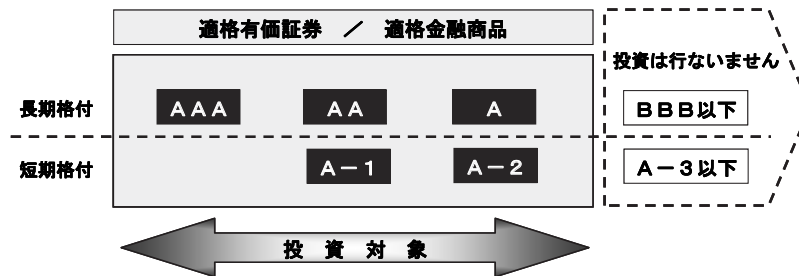 適格有価証券 ／ 適格金融商品
投資は行ないません
長期格付 ＡＡＡ ＡＡ Ａ ＢＢＢ以下
短期格付 Ａ－１ Ａ－２ Ａ－３以下
投資対象